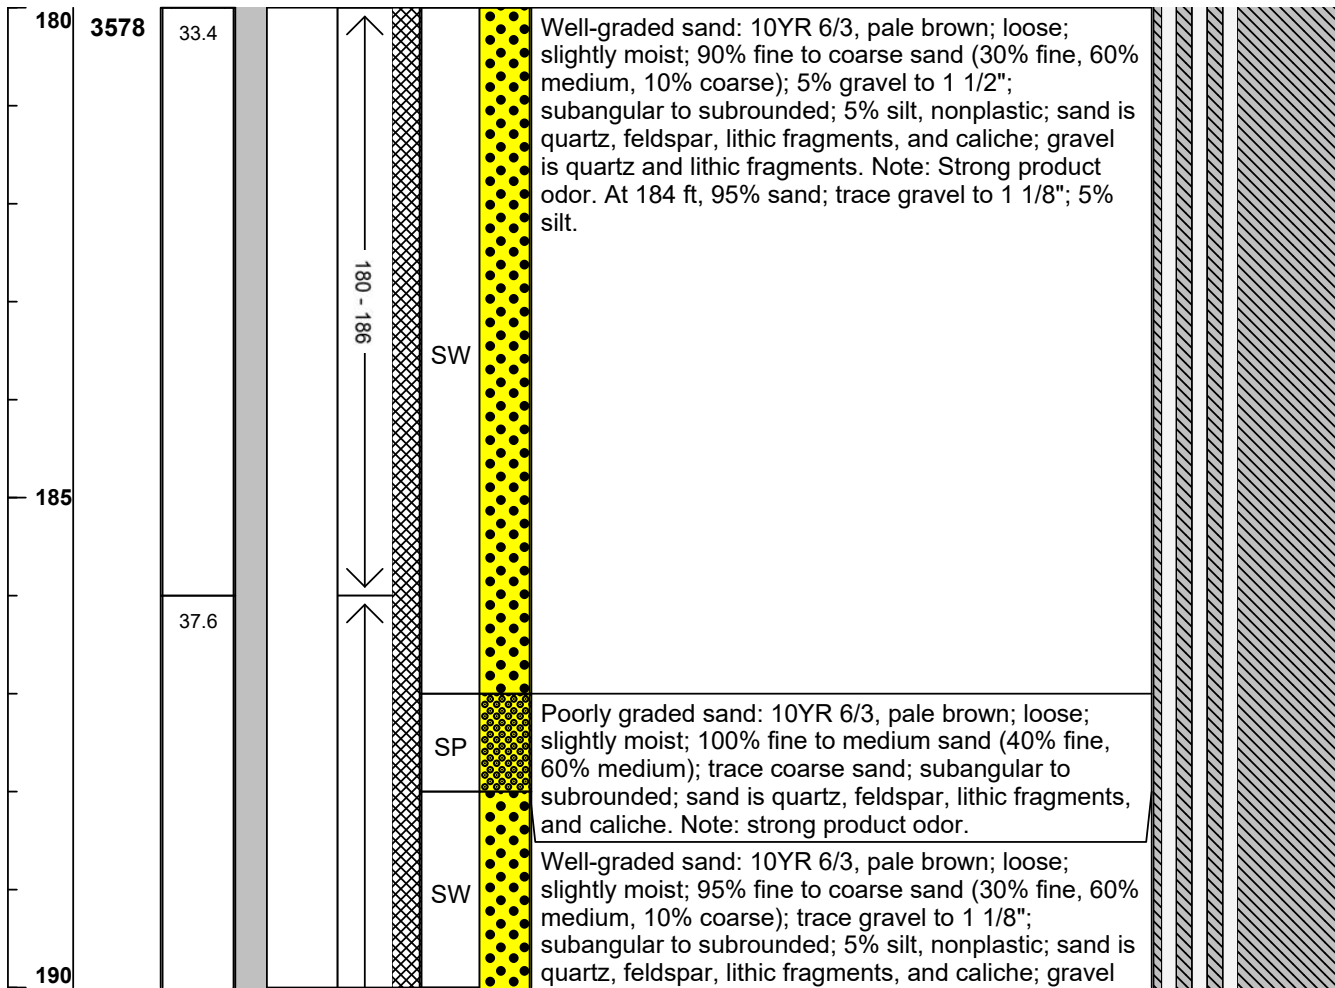 180
3578
33.4
Well-graded sand: 10YR 6/3, pale brown; loose;
slightly moist; 90% fine to coarse sand (30% fine, 60%
medium, 10% coarse); 5% gravel to 1 1/2";
subangular to subrounded; 5% silt, nonplastic; sand is
quartz, feldspar, lithic fragments, and caliche; gravel
is quartz and lithic fragments. Note: Strong product
odor. At 184 ft, 95% sand; trace gravel to 1 1/8"; 5%
silt.
180 - 186
SW
185
37.6
SP
Poorly graded sand: 10YR 6/3, pale brown; loose;
slightly moist; 100% fine to medium sand (40% fine,
60% medium); trace coarse sand; subangular to
subrounded; sand is quartz, feldspar, lithic fragments,
and caliche. Note: strong product odor.
SW
Well-graded sand: 10YR 6/3, pale brown; loose;
slightly moist; 95% fine to coarse sand (30% fine, 60%
medium, 10% coarse); trace gravel to 1 1/8";
subangular to subrounded; 5% silt, nonplastic; sand is
quartz, feldspar, lithic fragments, and caliche; gravel
190